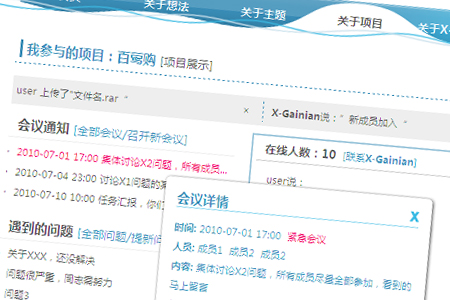 关于想法
关于主题
关于项目
关于X-
我参与的项目：百莴购 [项目展示]
user 上传了“文件名.rar ” ×
X-Gainian说：“ 新成员加入 ”
会议通知 [全部会议/召开新会议]
2010-07-01 17:00 集体讨论X2问题，所有成员...
2010-07-04 23:00 讨论X1问题的
2010-07-10 10:00 任务汇报，你们
遇到的问题 [全部问题/提新问
关于XXX，还没解决
问题很严重，同志需努力
问题3
在线人数：10 [联系X-Gainian]
user说：
会议详情 X
时间: 2010-07-01 17:00 紧急会议
人员: 成员1 成员2 成员2
内容: 集体讨论X2问题，所有成员尽量全部参加，看到的
马上留言